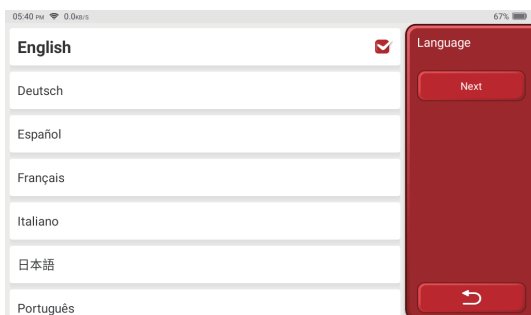 05:40 PM 0.0KB/S 67%
English
Deutsch
Español
Français
Italiano
日本語
Português
Language
Next